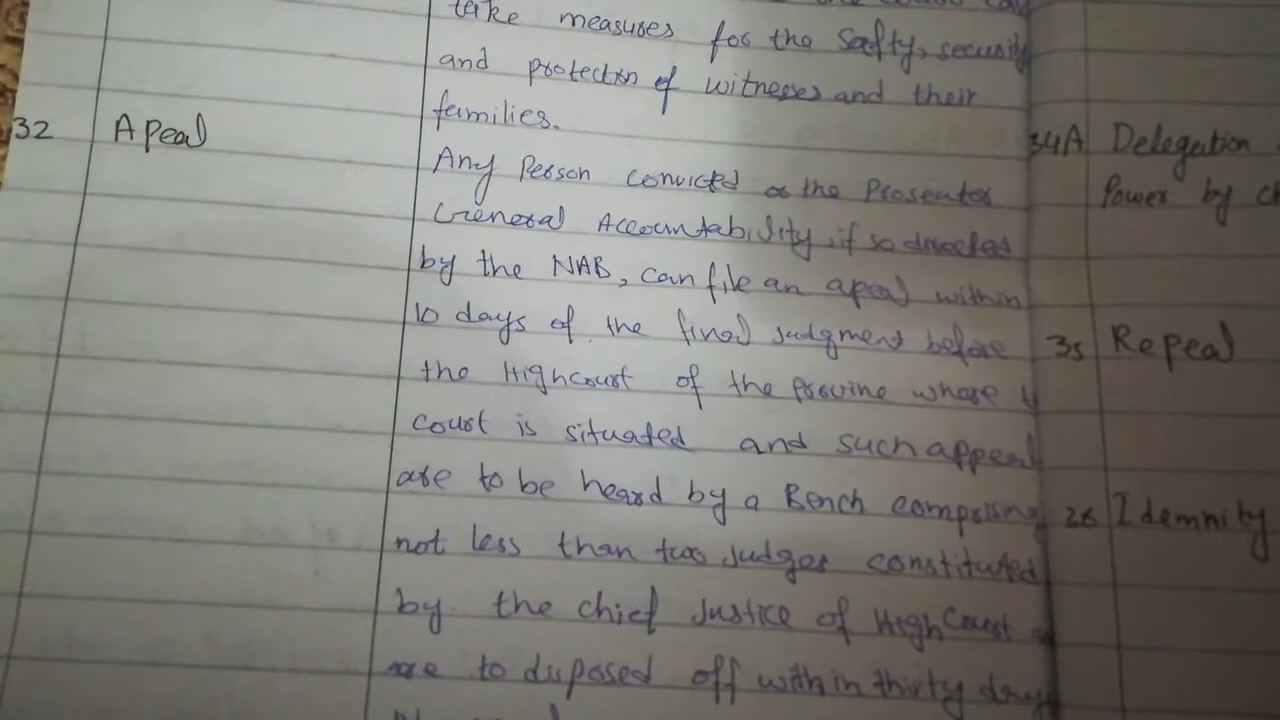 take measures for the Safty, security
and protection of witnesses and their
families.
32 Apeal
Any Person convicted or the Prosecutor
General Accountability, if so directed
by the NAB, can file an apeal within
10 days of the final Judgment before
the Highcourt of the provine whose
court is situated and such appeal
are to be heard by a Bench comprising
not less than two Judges constituted
by the chief Justice of High Court
are to disposed off within thirty days
34A Delegation
Power by
35 Repeal
36 Idemnity